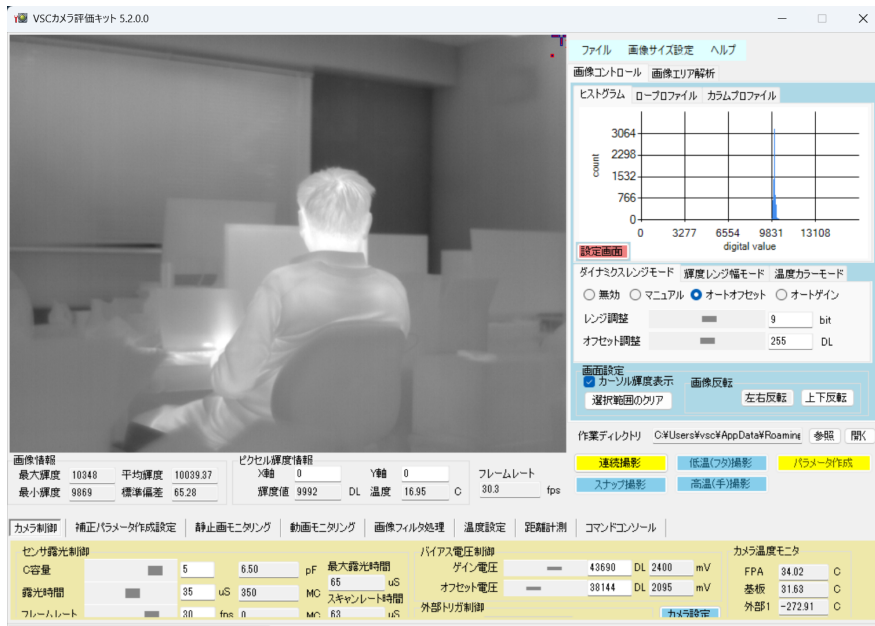 VSCカメラ評価キット 5.2.0.0
ファイル 画像サイズ設定 ヘルプ
画像コントロール 画像エリア解析
ヒストグラム ロープロファイル カラムプロファイル
3064
2298
1532
766
0
count
0 3277 6554 9831 13108
digital value
設定画面
ダイナミクスレンジモード 輝度レンジ幅モード 温度カラーモード
無効 マニュアル オートオフセット オートゲイン
レンジ調整 9 bit
オフセット調整 255 DL
画面設定
カーソル輝度表示 画像反転
選択範囲のクリア 左右反転 上下反転
作業ディレクトリ C:¥Users¥vsc¥AppData¥Roaming 参照 開く
画像情報
最大輝度 10348 平均輝度 10039.37
最小輝度 9869 標準偏差 65.28
ピクセル輝度情報
X軸 0 Y軸 0
輝度値 9992 DL 温度 16.95 C
フレームレート
30.3 fps
連続撮影 低温(フタ)撮影 パラメータ作成
スナップ撮影 高温(手)撮影
カメラ制御 補正パラメータ作成設定 静止画モニタリング 動画モニタリング 画像フィルタ処理 温度設定 距離計測 コマンドコンソール
センサ露光制御
C容量 5 6.50 pF 最大露光時間
65 uS
露光時間 35 uS 350 MC スキャンレート時間
フレームレート 30 fps 0 MC 63 uS
バイアス電圧制御
ゲイン電圧 43690 DL 2400 mV
オフセット電圧 38144 DL 2095 mV
外部トリガ制御
カメラ設定
カメラ温度モニタ
FPA 34.02 C
基板 31.63 C
外部1 -272.91 C